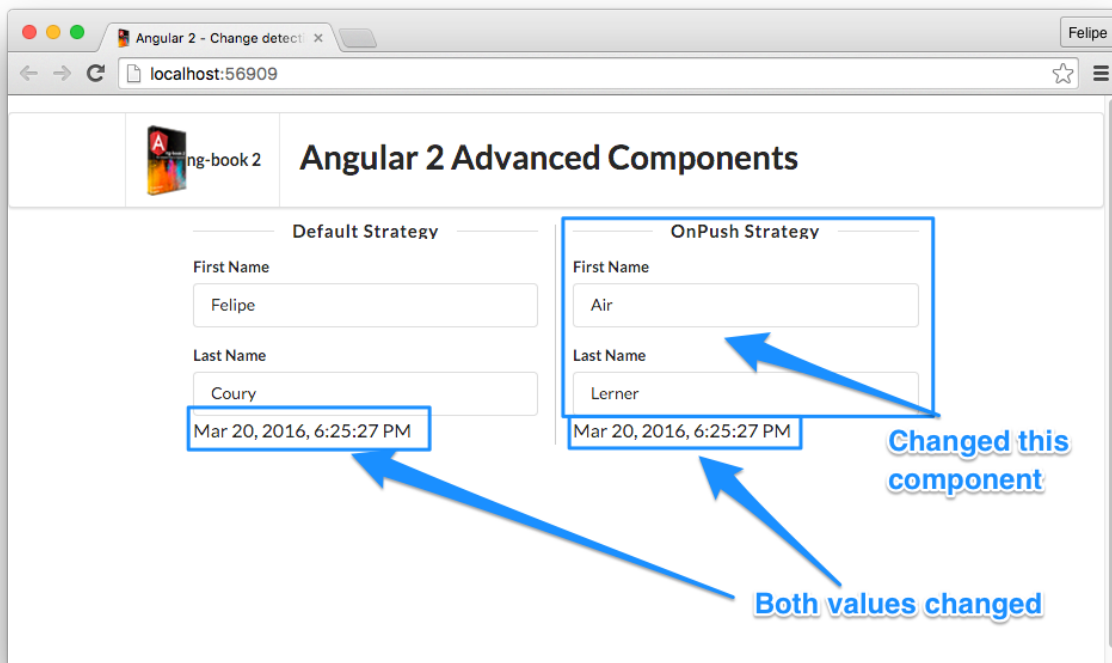 Angular 2 - Change detecti
Felipe
localhost:56909
ng-book 2
Angular 2 Advanced Components
Default Strategy
First Name
Felipe
Last Name
Coury
Mar 20, 2016, 6:25:27 PM
OnPush Strategy
First Name
Air
Last Name
Lerner
Mar 20, 2016, 6:25:27 PM
Changed this
component
Both values changed